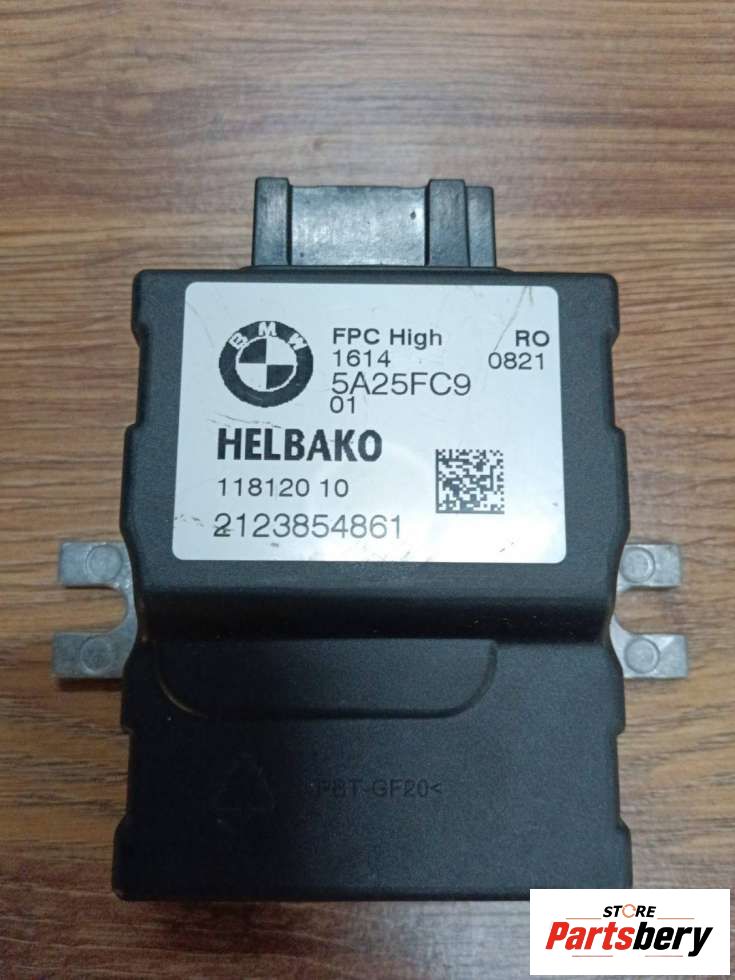 BMW
FPC High RO
1614 0821
5A25FC9
01
HELBAKO
118120 10
2123854861
PBT-GF20<
STORE
Partsbery